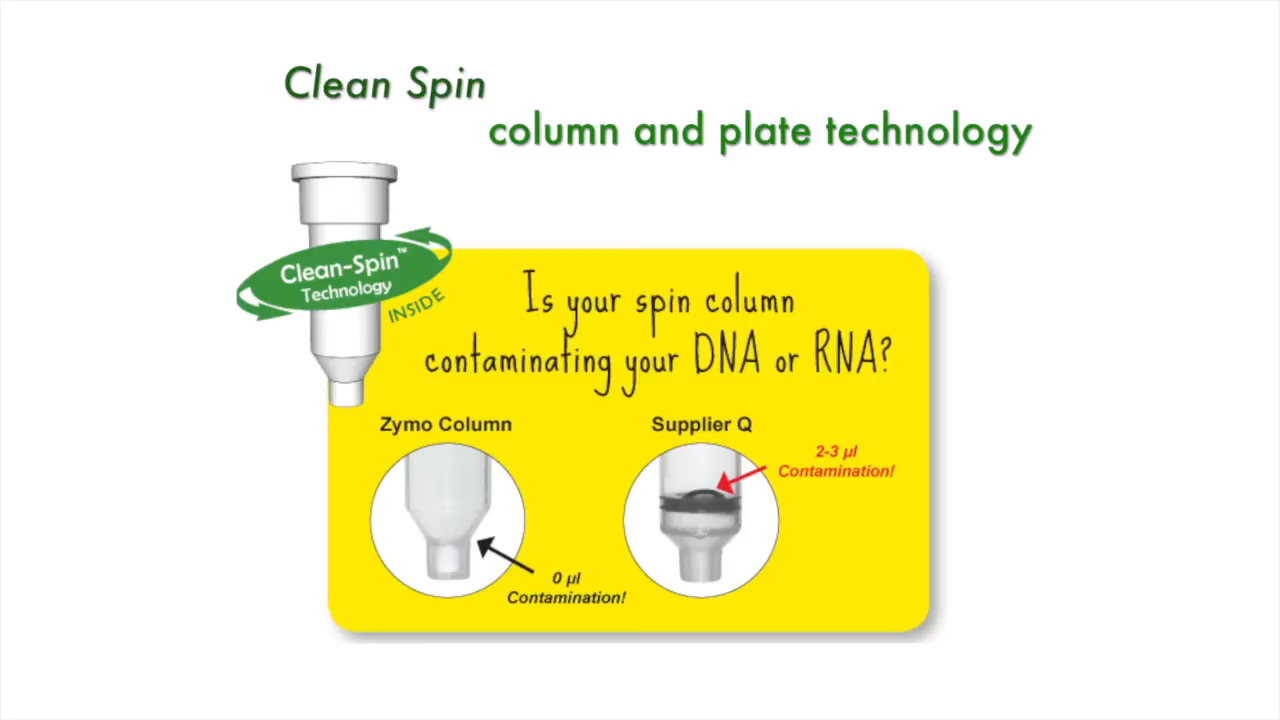 Clean Spin
column and plate technology
Clean-Spin™
Technology
INSIDE
Is your spin column
contaminating your DNA or RNA?
Zymo Column
Supplier Q
2-3 µl
Contamination!
0 µl
Contamination!